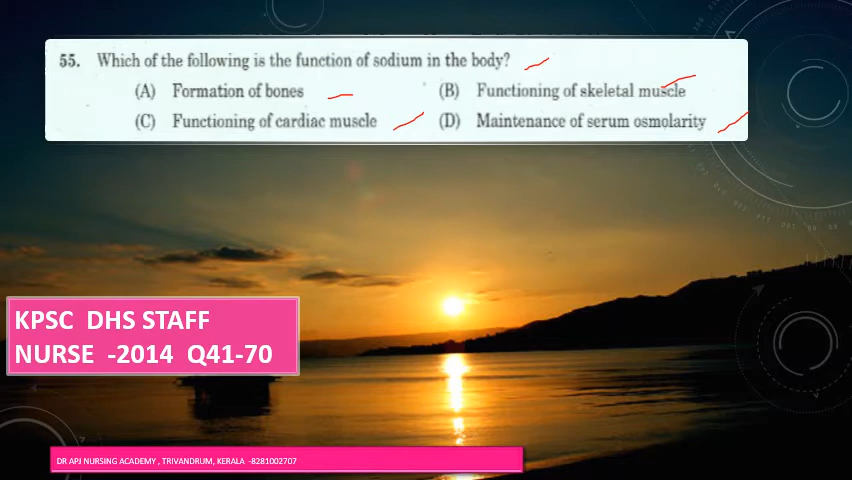 55. Which of the following is the function of sodium in the body?
(A) Formation of bones (B) Functioning of skeletal muscle
(C) Functioning of cardiac muscle (D) Maintenance of serum osmolarity
KPSC DHS STAFF
NURSE -2014 Q41-70
DR APJ NURSING ACADEMY , TRIVANDRUM, KERALA -8281002707